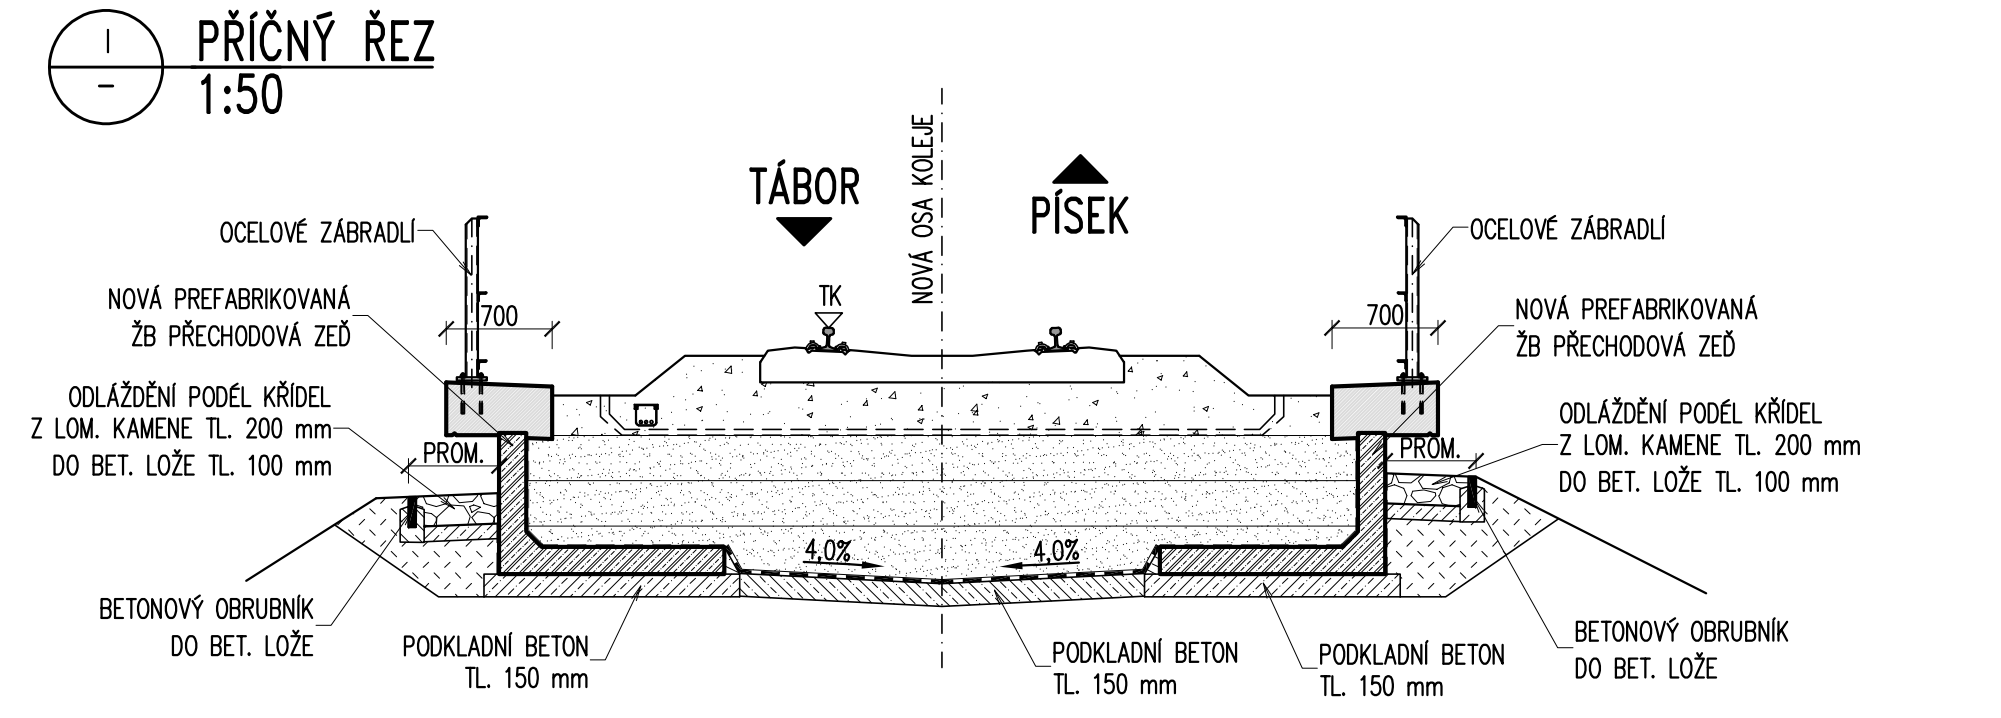 I
–
PŘÍČNÝ ŘEZ
1:50
NOVÁ OSA KOLEJE
TÁBOR
PÍSEK
TK
OCELOVÉ ZÁBRADLÍ
700
NOVÁ PREFABRIKOVANÁ
ŽB PŘECHODOVÁ ZEĎ
ODLÁŽDĚNÍ PODÉL KŘÍDEL
Z LOM. KAMENE TL. 200 mm
DO BET. LOŽE TL. 100 mm
PROM.
BETONOVÝ OBRUBNÍK
DO BET. LOŽE
PODKLADNÍ BETON
TL. 150 mm
4,0%
4,0%
PODKLADNÍ BETON
TL. 150 mm
PODKLADNÍ BETON
TL. 150 mm
OCELOVÉ ZÁBRADLÍ
700
NOVÁ PREFABRIKOVANÁ
ŽB PŘECHODOVÁ ZEĎ
ODLÁŽDĚNÍ PODÉL KŘÍDEL
Z LOM. KAMENE TL. 200 mm
DO BET. LOŽE TL. 100 mm
PROM.
BETONOVÝ OBRUBNÍK
DO BET. LOŽE